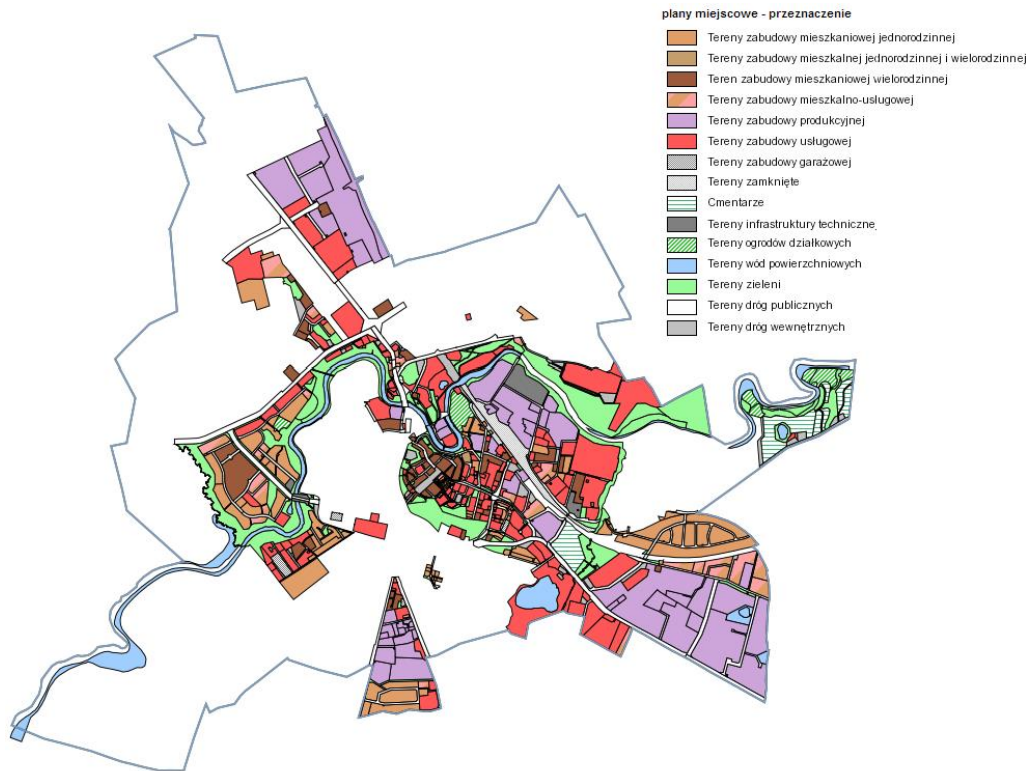 plany miejscowe - przeznaczenie
Tereny zabudowy mieszkaniowej jednorodzinnej
Tereny zabudowy mieszkalnej jednorodzinnej i wielorodzinnej
Teren zabudowy mieszkaniowej wielorodzinnej
Tereny zabudowy mieszkalno-usługowej
Tereny zabudowy produkcyjnej
Tereny zabudowy usługowej
Tereny zabudowy garażowej
Tereny zamknięte
Cmentarze
Tereny infrastruktury techniczne
Tereny ogrodów działkowych
Tereny wód powierzchniowych
Tereny zieleni
Tereny dróg publicznych
Tereny dróg wewnętrznych